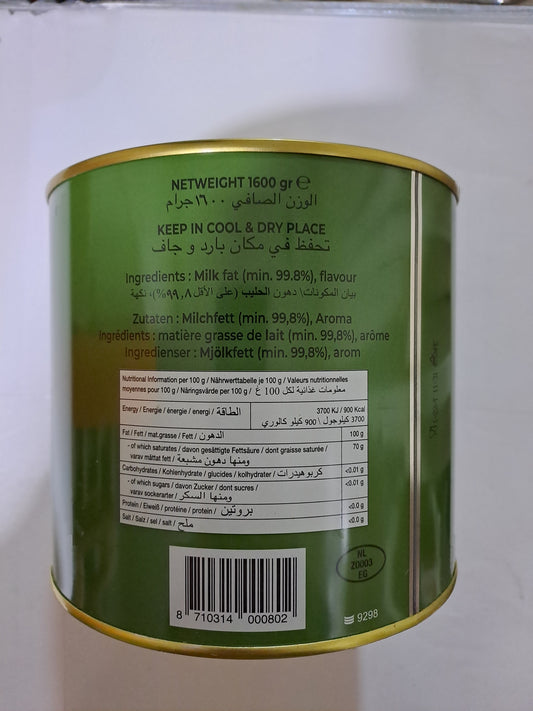 NETWEIGHT 1600 gr ℮
الوزن الصافي ١٦٠٠جرام
KEEP IN COOL & DRY PLACE
تحفظ في مكان بارد و جاف
Ingredients : Milk fat (min. 99.8%), flavour
بيان المكونات\ دهون الحليب (على الأقل ٩٩,٨%)، نكهة
Zutaten : Milchfett (min. 99,8%), Aroma
Ingrédients : matière grasse de lait (min. 99,8%), arôme
Ingredienser : Mjölkfett (min. 99,8%), arom
Nutritional Information per 100 g / Nährwerttabelle je 100 g / Valeurs nutritionnelles
moyennes pour 100 g / Näringsvärde per 100 g / معلومات غذائية لكل 100 غ
Energy / Energie / énergie / energi / الطاقة
3700 KJ / 900 Kcal
3700 كيلوجول \ 900 كيلو كالوري
Fat / Fett / mat.grasse / Fett / الدهون 100 g
- of which saturates / davon gesättigte Fettsäure / dont graisse saturée / 70 g
varav mättat fett / ومنها دهون مشبعة
Carbohydrates / Kohlenhydrate / glucides / kolhydrater / كربوهيدرات <0.01 g
- of which sugars / davon Zucker / dont sucres / <0.01 g
varav sockerarter / ومنها السكر
Protein / Eiweiß / protéine / protein / بروتين <0.0 g
Salt / Salz / sel / salt / ملح <0.0 g
8 710314 000802
NL
Z0003
EG
9298